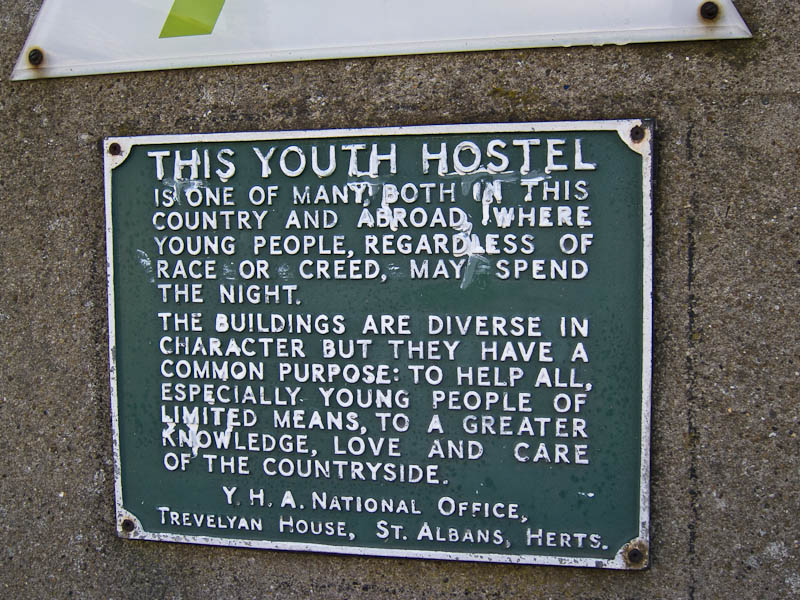 THIS YOUTH HOSTEL
IS ONE OF MANY, BOTH IN THIS
COUNTRY AND ABROAD, WHERE
YOUNG PEOPLE, REGARDLESS OF
RACE OR CREED, MAY SPEND
THE NIGHT.
THE BUILDINGS ARE DIVERSE IN
CHARACTER BUT THEY HAVE A
COMMON PURPOSE: TO HELP ALL,
ESPECIALLY YOUNG PEOPLE OF
LIMITED MEANS, TO A GREATER
KNOWLEDGE, LOVE AND CARE
OF THE COUNTRYSIDE.
Y. H. A. NATIONAL OFFICE,
TREVELYAN HOUSE, ST. ALBANS, HERTS.